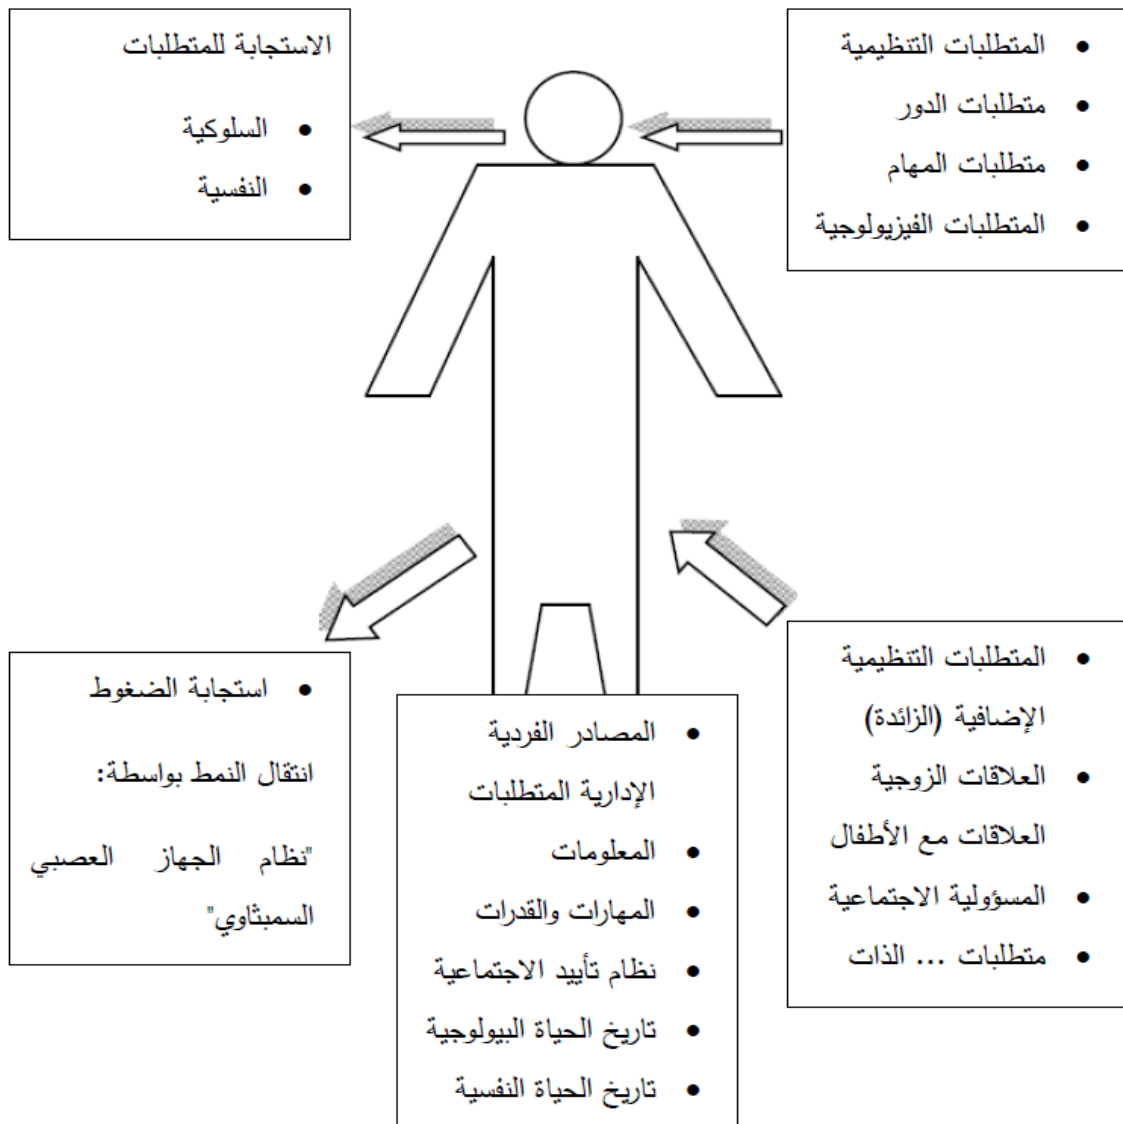 المتطلبات التنظيمية
متطلبات الدور
متطلبات المهام
المتطلبات الفيزيولوجية
الاستجابة للمتطلبات
السلوكية
النفسية
المتطلبات التنظيمية
الإضافية (الزائدة)
العلاقات الزوجية
العلاقات مع الأطفال
المسؤولية الاجتماعية
متطلبات ... الذات
المصادر الفردية
الإدارية المتطلبات
المعلومات
المهارات والقدرات
نظام تأييد الاجتماعية
تاريخ الحياة البيولوجية
تاريخ الحياة النفسية
استجابة الضغوط
انتقال النمط بواسطة:
"نظام الجهاز العصبي
السمبثاوي"